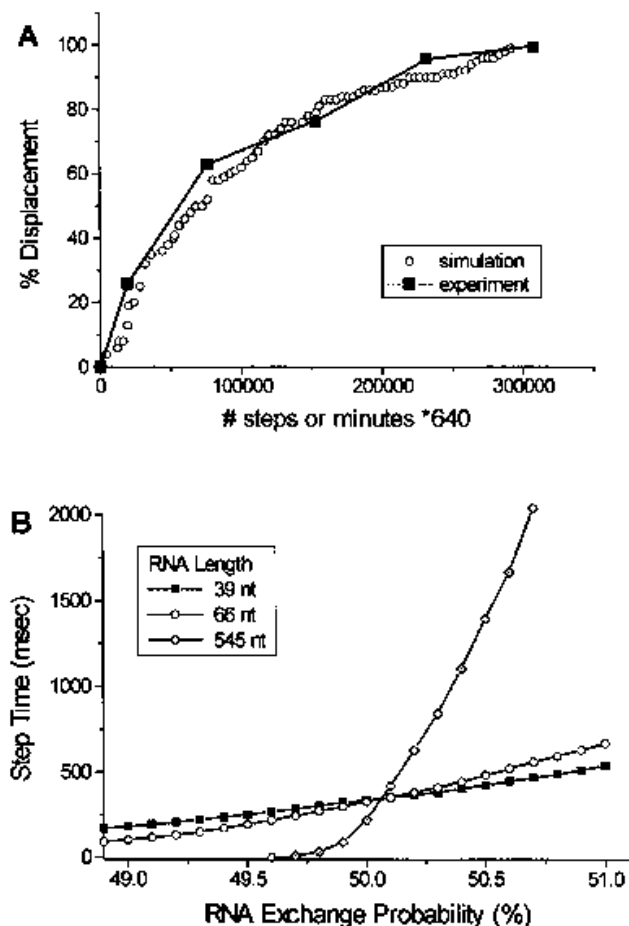 A
100
80
60
40
20
0
% Displacement
simulation
experiment
0 100000 200000 300000
# steps or minutes *640
B
2000
1500
1000
500
0
Step Time (msec)
RNA Length
39 nt
66 nt
545 nt
49.0 49.5 50.0 50.5 51.0
RNA Exchange Probability (%)